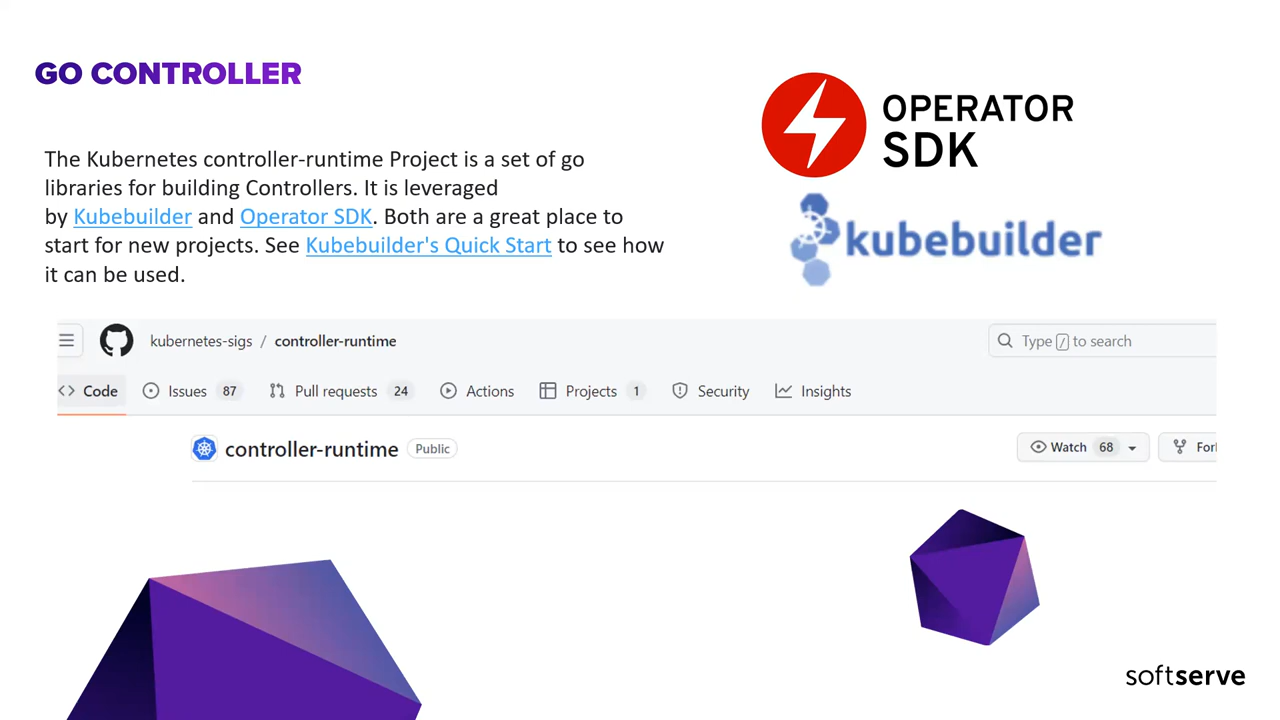 GO CONTROLLER
OPERATOR
SDK
The Kubernetes controller-runtime Project is a set of go
libraries for building Controllers. It is leveraged
by Kubebuilder and Operator SDK. Both are a great place to
start for new projects. See Kubebuilder's Quick Start to see how
it can be used.
kubebuilder
kubernetes-sigs / controller-runtime
Type / to search
Code Issues 87 Pull requests 24 Actions Projects 1 Security Insights
controller-runtime Public
Watch 68 Fork
softserve